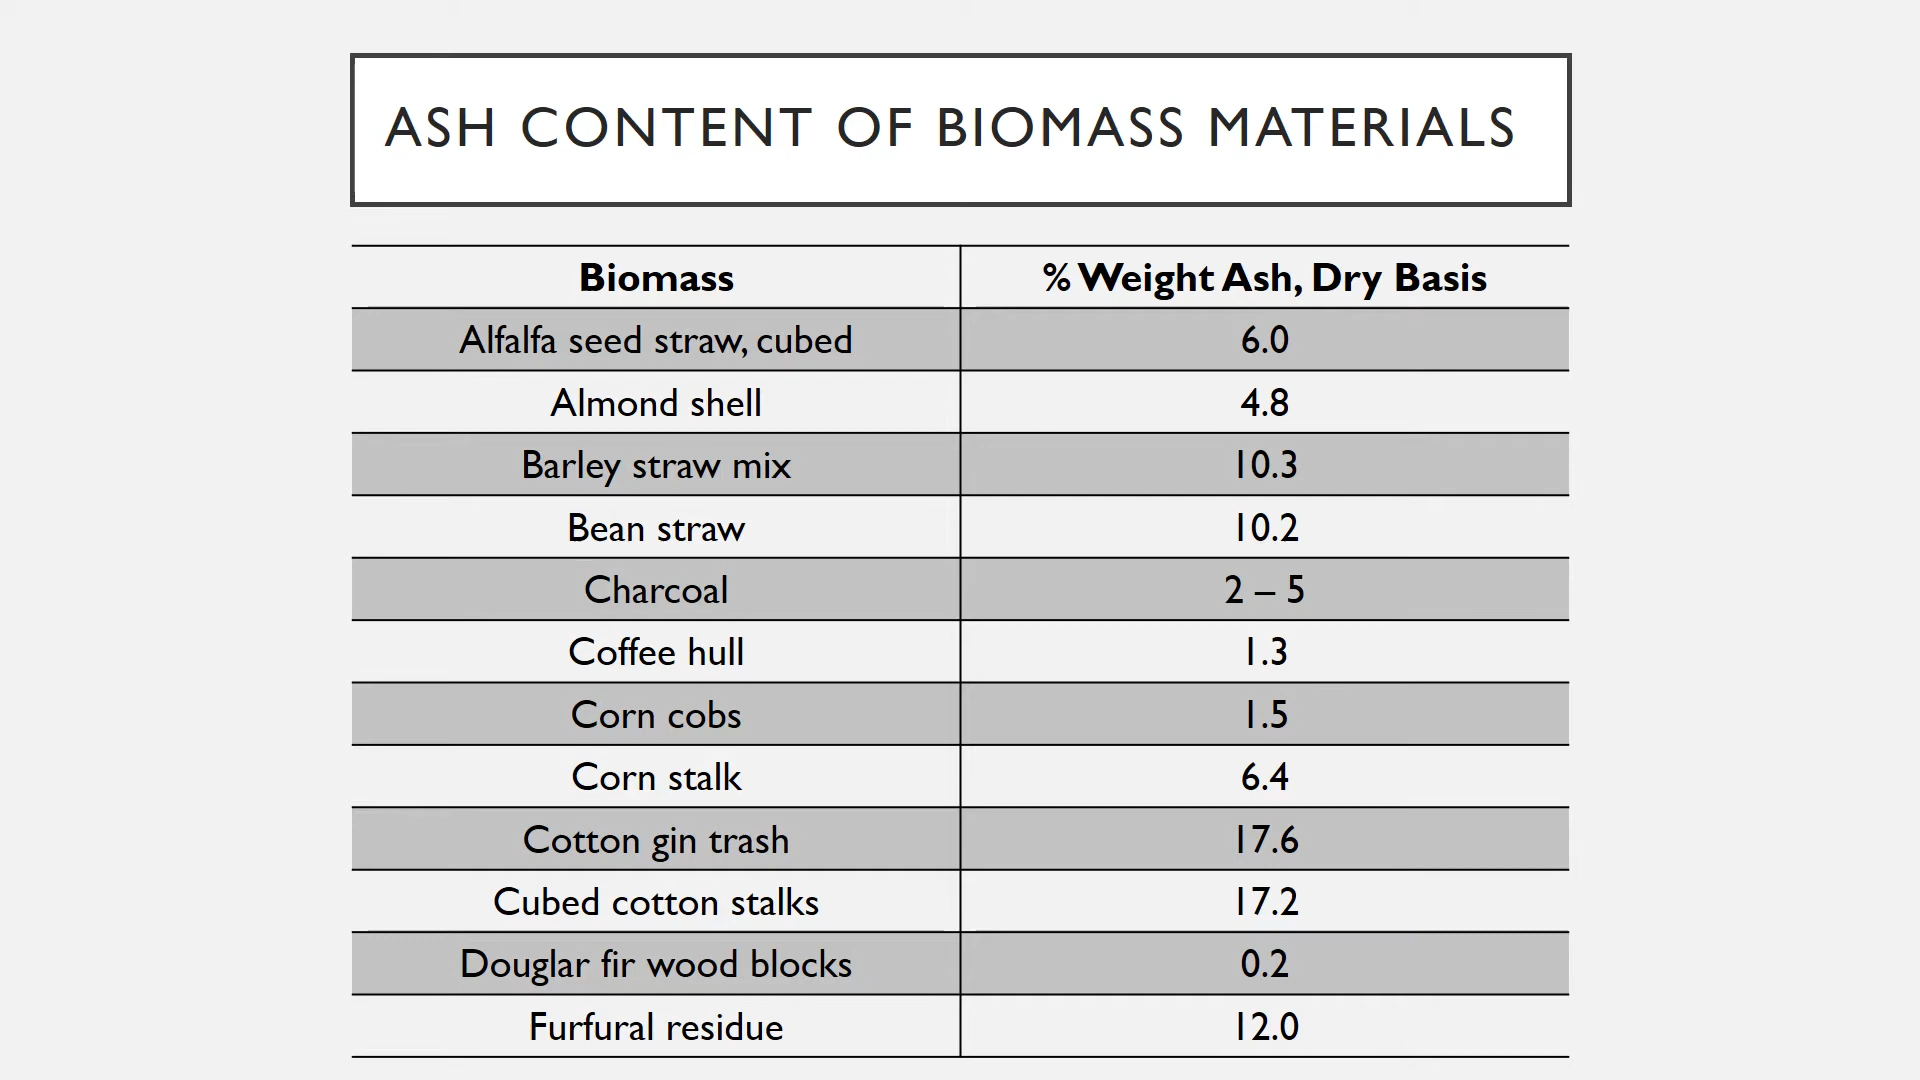 ASH CONTENT OF BIOMASS MATERIALS
Biomass % Weight Ash, Dry Basis
Alfalfa seed straw, cubed 6.0
Almond shell 4.8
Barley straw mix 10.3
Bean straw 10.2
Charcoal 2 – 5
Coffee hull 1.3
Corn cobs 1.5
Corn stalk 6.4
Cotton gin trash 17.6
Cubed cotton stalks 17.2
Douglar fir wood blocks 0.2
Furfural residue 12.0